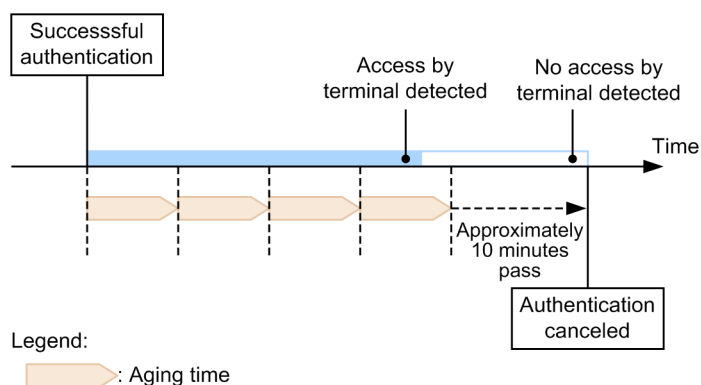 Successsful
authentication
Access by
terminal detected
No access by
terminal detected
Time
Approximately
10 minutes
pass
Authentication
canceled
Legend:
: Aging time